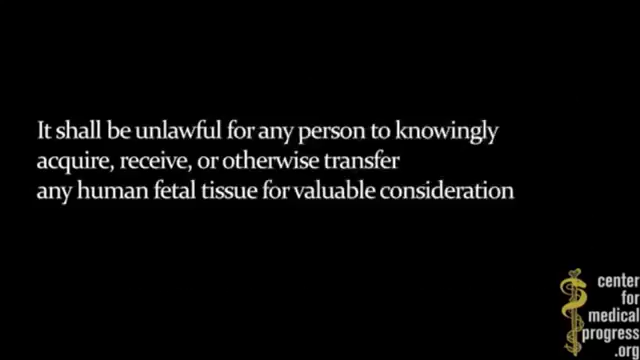 It shall be unlawful for any person to knowingly
acquire, receive, or otherwise transfer
any human fetal tissue for valuable consideration
center
for
medical
progress
.org